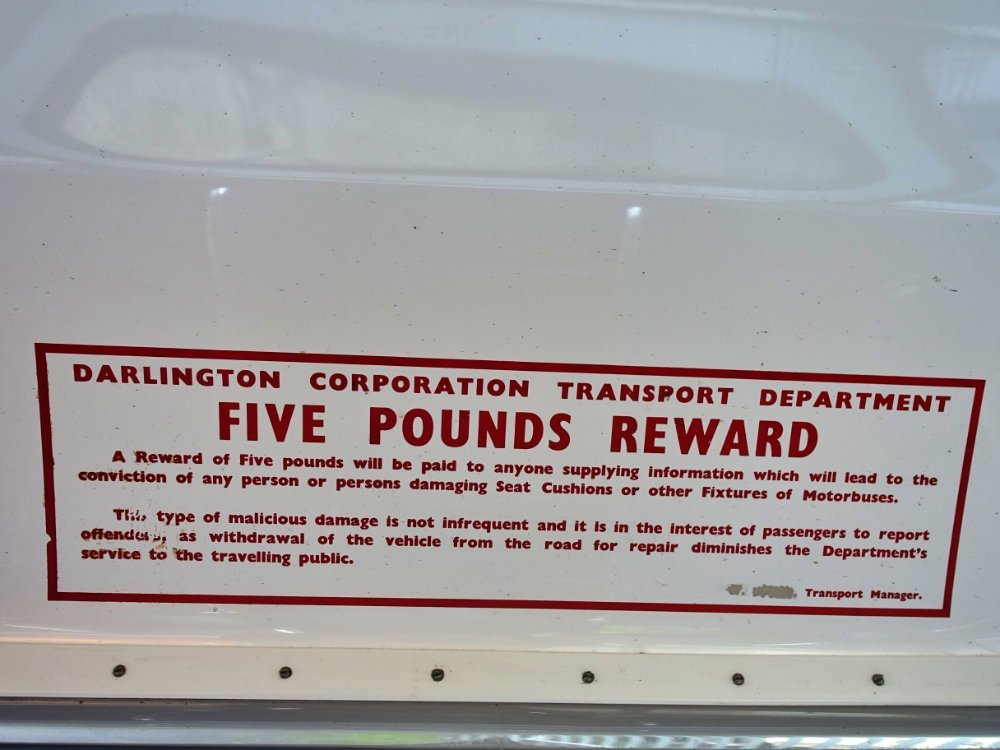 DARLINGTON CORPORATION TRANSPORT DEPARTMENT
FIVE POUNDS REWARD
A Reward of Five pounds will be paid to anyone supplying information which will lead to the
conviction of any person or persons damaging Seat Cushions or other Fixtures of Motorbuses.
This type of malicious damage is not infrequent and it is in the interest of passengers to report
offenders, as withdrawal of the vehicle from the road for repair diminishes the Department's
service to the travelling public.
Transport Manager.